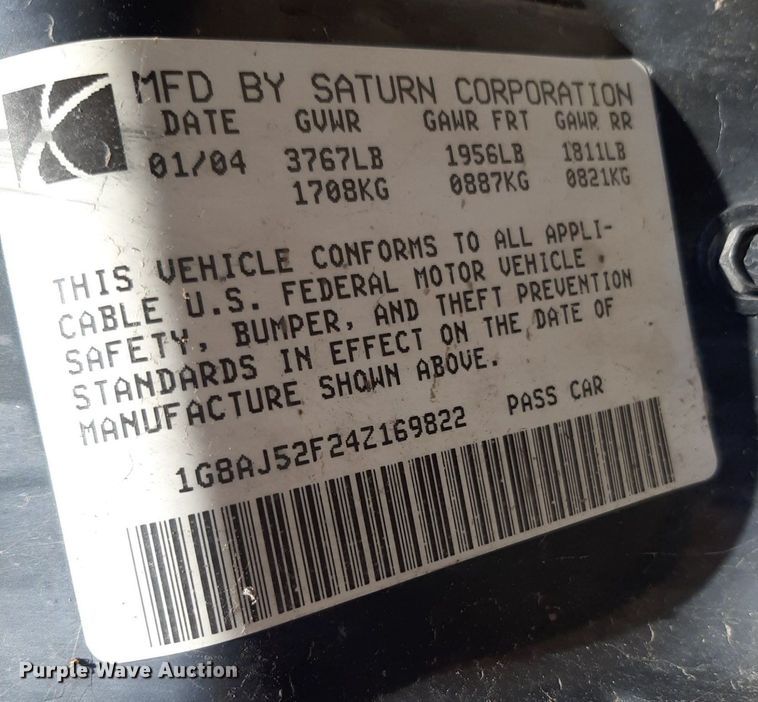 MFD BY SATURN CORPORATION
DATE GVWR GAWR FRT GAWR RR
01/04 3767LB 1956LB 1811LB
1708KG 0887KG 0821KG
THIS VEHICLE CONFORMS TO ALL APPLI-
CABLE U.S. FEDERAL MOTOR VEHICLE
SAFETY, BUMPER, AND THEFT PREVENTION
STANDARDS IN EFFECT ON THE DATE OF
MANUFACTURE SHOWN ABOVE.
1G8AJ52F24Z169822 PASS CAR
Purple Wave Auction